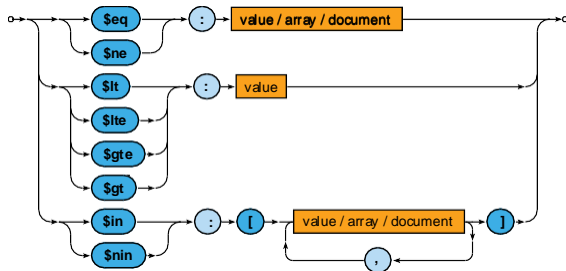 $eq : value / array / document
$ne
$lt : value
$lte
$gte
$gt
$in : [ value / array / document ]
$nin ,